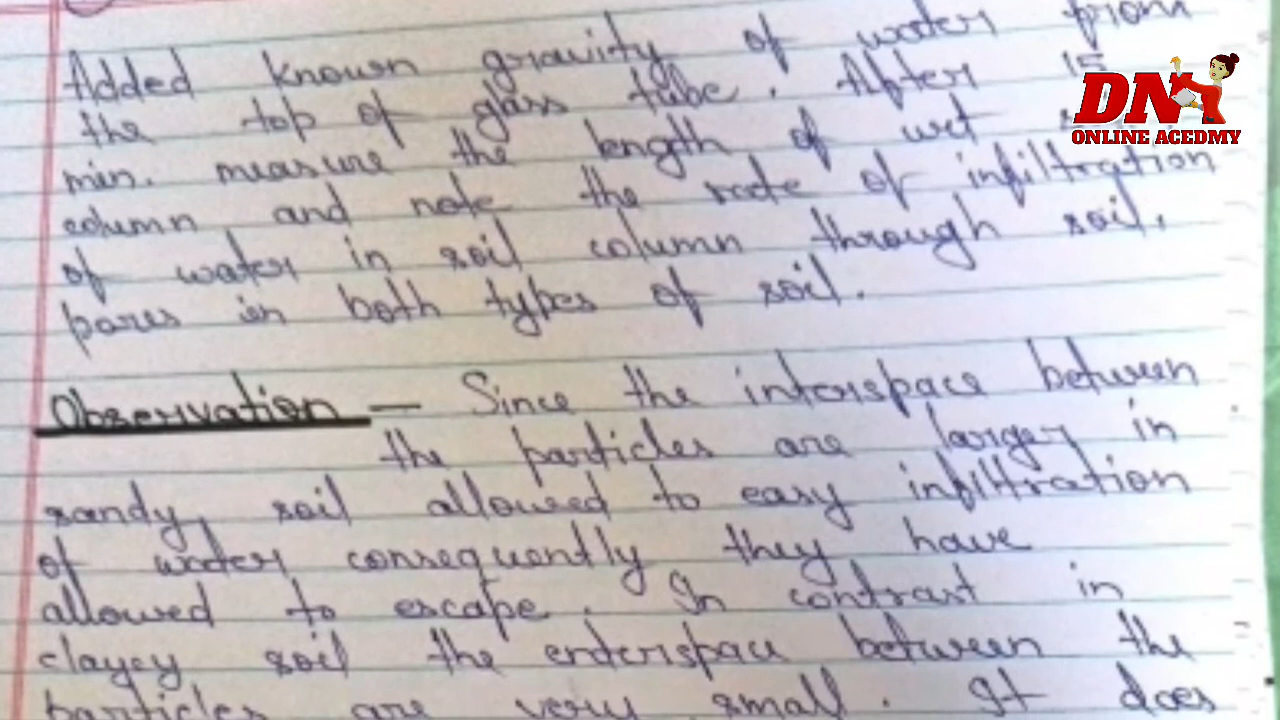 Added known gravity of water from
the top of glass tube. After 15
min. measure the length of wet
column and note the rate of infiltration
of water in soil column through soil.
pares in both types of soil.
Observation — Since the interspace between
the particles are larger in
sandy, soil allowed to easy infiltration
of water consequently they have
allowed to escape. In contrast in
clayey soil the enterspace between the
particles are very small. It does
DN
ONLINE ACEDMY